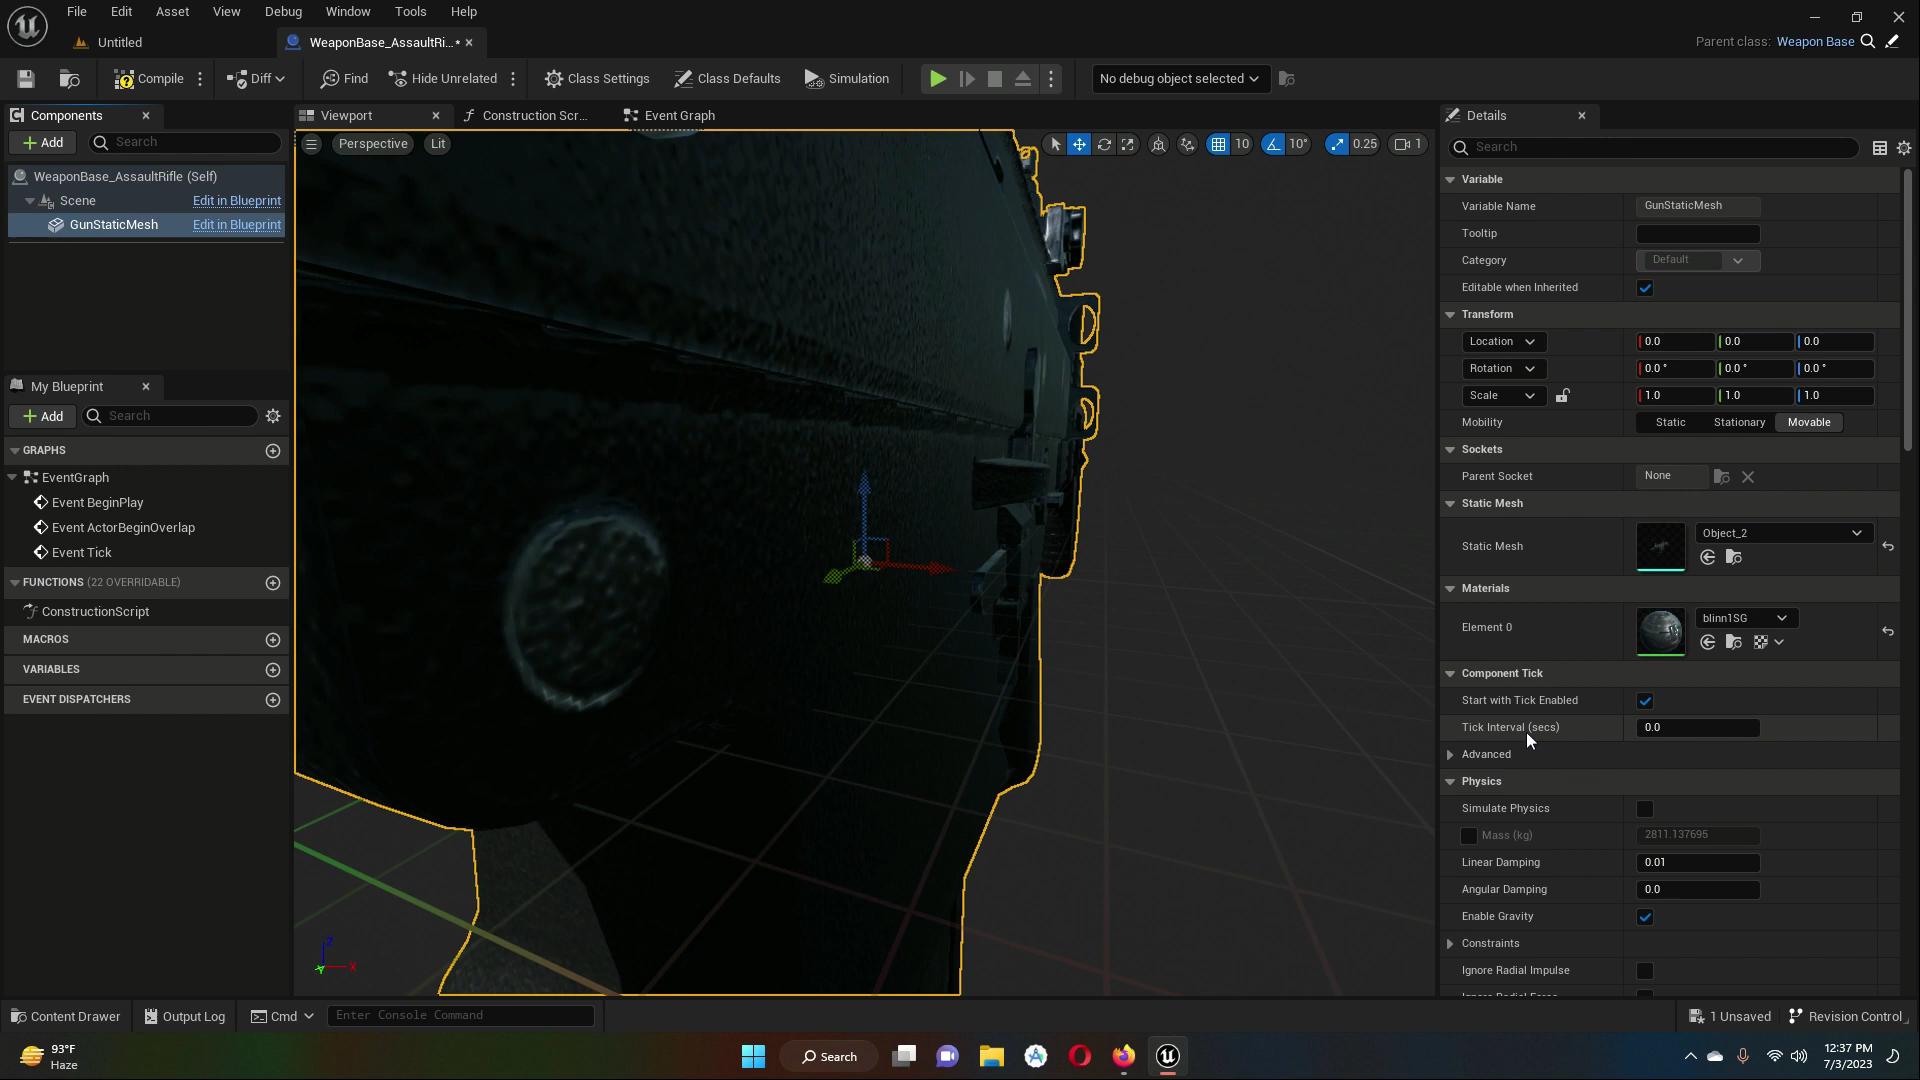 File Edit Asset View Debug Window Tools Help
Untitled
WeaponBase_AssaultRi...*
Parent class: Weapon Base
Compile
Diff
Find
Hide Unrelated
Class Settings
Class Defaults
Simulation
No debug object selected
Components
Add
Search
WeaponBase_AssaultRifle (Self)
Scene Edit in Blueprint
GunStaticMesh Edit in Blueprint
My Blueprint
Add
Search
GRAPHS
EventGraph
Event BeginPlay
Event ActorBeginOverlap
Event Tick
FUNCTIONS (22 OVERRIDABLE)
ConstructionScript
MACROS
VARIABLES
EVENT DISPATCHERS
Viewport
Construction Scr...
Event Graph
Perspective
Lit
10
10°
0.25
1
Z
X
Y
Details
Search
Variable
Variable Name GunStaticMesh
Tooltip
Category Default
Editable when Inherited
Transform
Location 0.0 0.0 0.0
Rotation 0.0° 0.0° 0.0°
Scale 1.0 1.0 1.0
Mobility Static Stationary Movable
Sockets
Parent Socket None
Static Mesh
Static Mesh Object_2
Materials
Element 0 blinn1SG
Component Tick
Start with Tick Enabled
Tick Interval (secs) 0.0
Advanced
Physics
Simulate Physics
Mass (kg) 2811.137695
Linear Damping 0.01
Angular Damping 0.0
Enable Gravity
Constraints
Ignore Radial Impulse
Content Drawer
Output Log
Cmd
Enter Console Command
1 Unsaved
Revision Control
93°F
Haze
Search
12:37 PM
7/3/2023